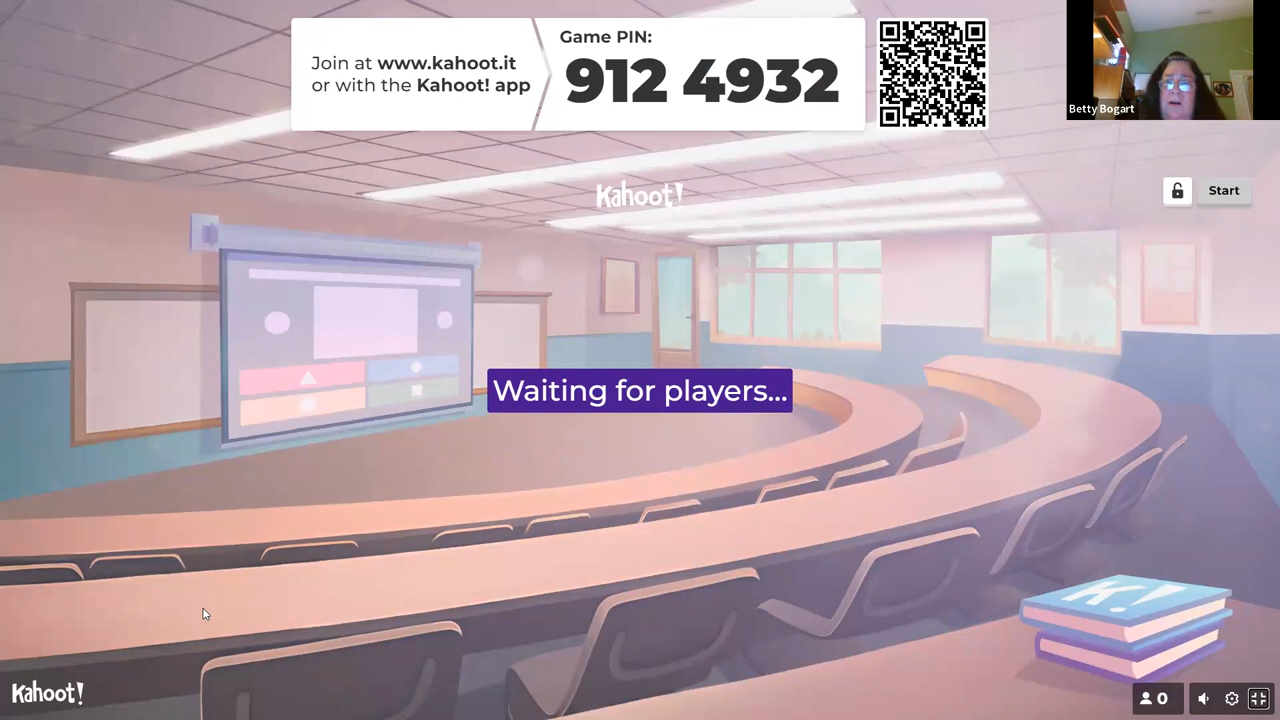 Join at www.kahoot.it
or with the Kahoot! app
Game PIN:
912 4932
Betty Bogart
Kahoot!
Start
Waiting for players...
K!
Kahoot!
0